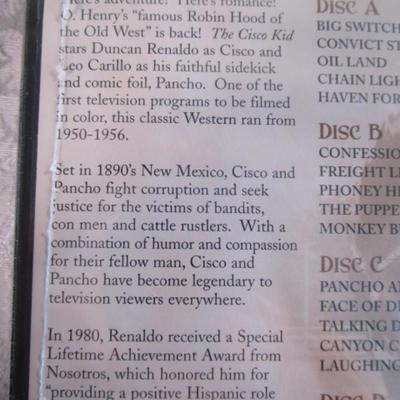 Here's adventure! Here's romance!
O. Henry's "famous Robin Hood of
the Old West" is back! The Cisco Kid
stars Duncan Renaldo as Cisco and
Leo Carillo as his faithful sidekick
and comic foil, Pancho. One of the
first television programs to be filmed
in color, this classic Western ran from
1950-1956.
Set in 1890's New Mexico, Cisco and
Pancho fight corruption and seek
justice for the victims of bandits,
con men and cattle rustlers. With a
combination of humor and compassion
for their fellow man, Cisco and
Pancho have become legendary to
television viewers everywhere.
In 1980, Renaldo received a Special
Lifetime Achievement Award from
Nosotros, which honored him for
"providing a positive Hispanic role
DISC A
BIG SWITCH
CONVICT ST
OIL LAND
CHAIN LIGH
HAVEN FOR
DISC B
CONFESSIO
FREIGHT LI
PHONEY HE
THE PUPPE
MONKEY BU
DISC C
PANCHO A
FACE OF D
TALKING D
CANYON C
LAUGHING
DISC D